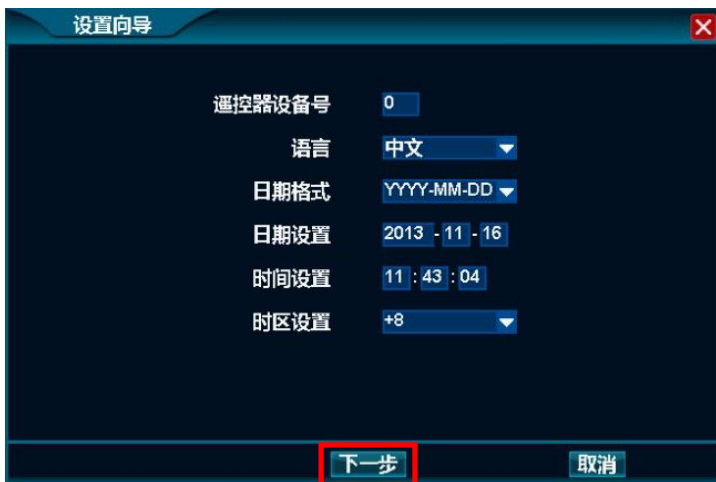 设置向导
遥控器设备号 0
语言 中文
日期格式 YYYY-MM-DD
日期设置 2013 - 11 - 16
时间设置 11 : 43 : 04
时区设置 +8
下一步 取消